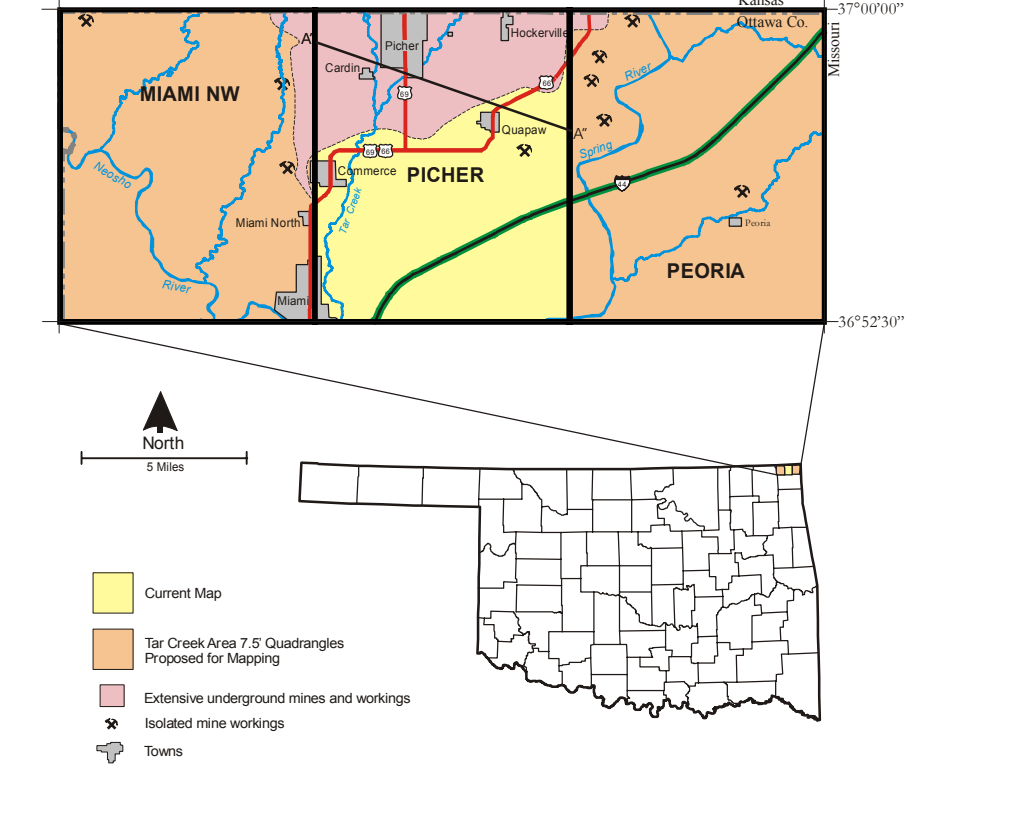 Kansas
37°00'00”
Ottawa Co.
Missouri
A'
Picher
Hockerville
Cardin
66
River
MIAMI NW
69
Quapaw
A”
69 66
Spring
Neosho
Commerce
PICHER
44
Tar Creek
Miami North
Peoria
PEORIA
River
Miami
36°52'30”
North
5 Miles
Current Map
Tar Creek Area 7.5' Quadrangles
Proposed for Mapping
Extensive underground mines and workings
Isolated mine workings
Towns